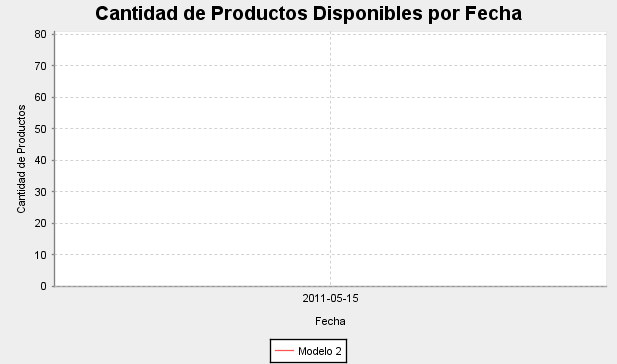 Cantidad de Productos Disponibles por Fecha
80
70
60
50
40
30
20
10
0
Cantidad de Productos
2011-05-15
Fecha
Modelo 2